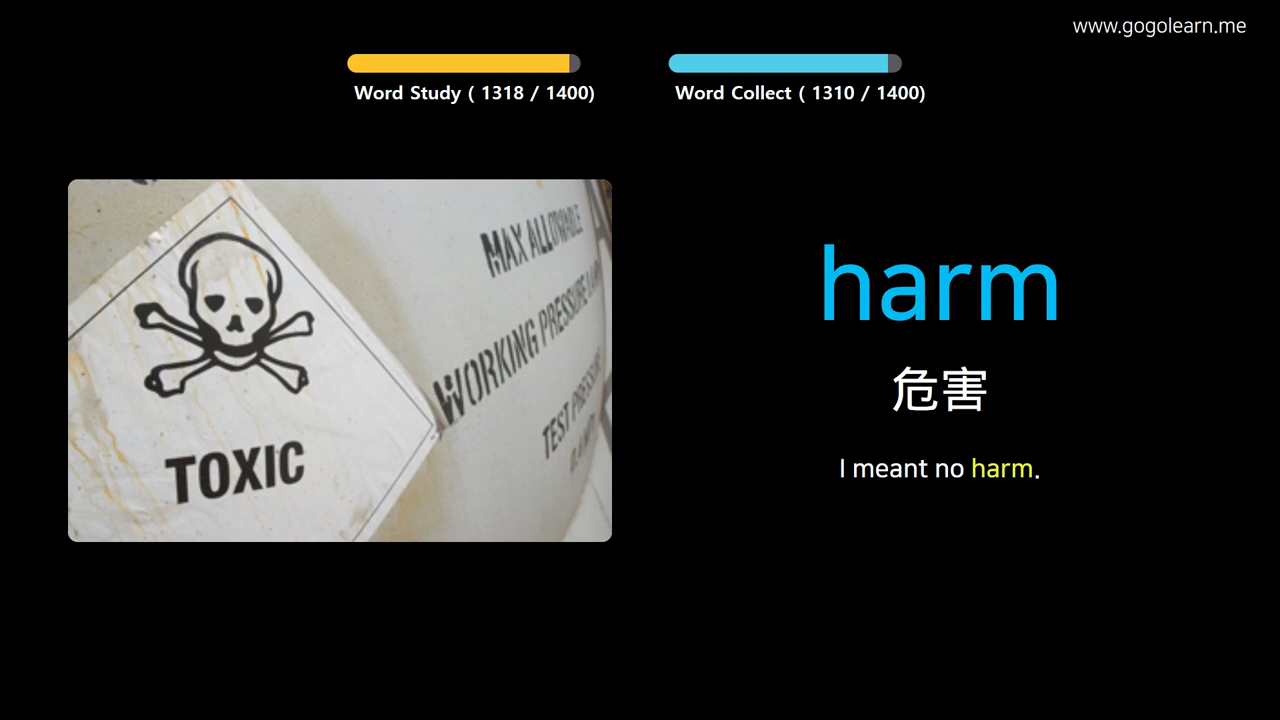 www.gogolearn.me
Word Study ( 1318 / 1400)
Word Collect ( 1310 / 1400)
MAX ALLOWABLE
WORKING PRESSURE
TEST PRESSURE
TOXIC
harm
危害
I meant no harm.